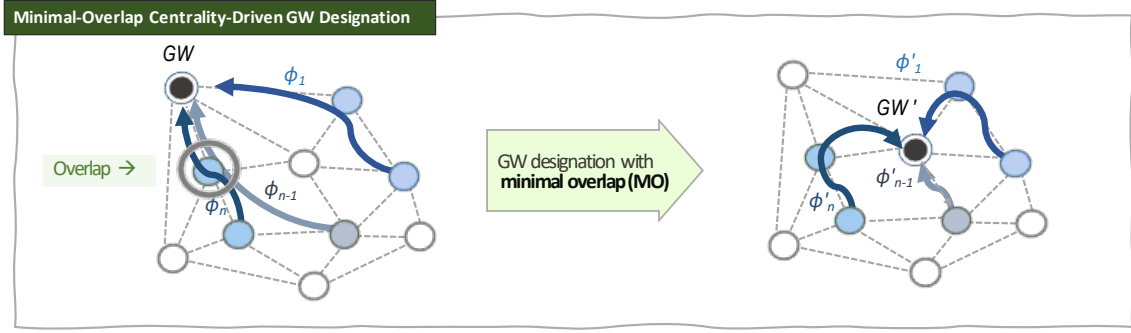 Minimal-Overlap Centrality-Driven GW Designation
GW
ϕ1
Overlap →
ϕn-1
ϕn
GW designation with
minimal overlap (MO)
ϕ'1
GW'
ϕ'n-1
ϕ'n